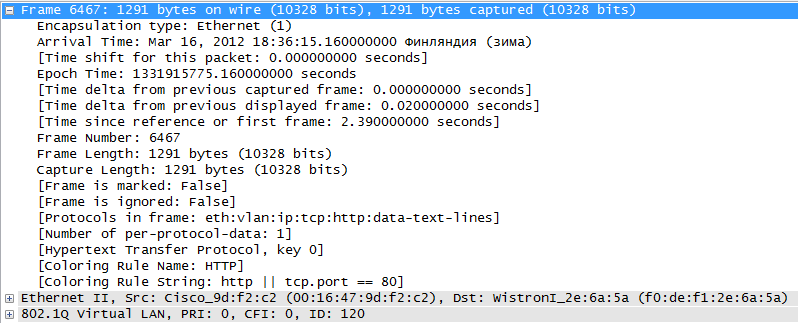 Frame 6467: 1291 bytes on wire (10328 bits), 1291 bytes captured (10328 bits)
Encapsulation type: Ethernet (1)
Arrival Time: Mar 16, 2012 18:36:15.160000000 Финляндия (зима)
[Time shift for this packet: 0.000000000 seconds]
Epoch Time: 1331915775.160000000 seconds
[Time delta from previous captured frame: 0.000000000 seconds]
[Time delta from previous displayed frame: 0.020000000 seconds]
[Time since reference or first frame: 2.390000000 seconds]
Frame Number: 6467
Frame Length: 1291 bytes (10328 bits)
Capture Length: 1291 bytes (10328 bits)
[Frame is marked: False]
[Frame is ignored: False]
[Protocols in frame: eth:vlan:ip:tcp:http:data-text-lines]
[Number of per-protocol-data: 1]
[Hypertext Transfer Protocol, key 0]
[Coloring Rule Name: HTTP]
[Coloring Rule String: http || tcp.port == 80]
Ethernet II, Src: Cisco_9d:f2:c2 (00:16:47:9d:f2:c2), Dst: WistronI_2e:6a:5a (f0:de:f1:2e:6a:5a)
802.1Q Virtual LAN, PRI: 0, CFI: 0, ID: 120